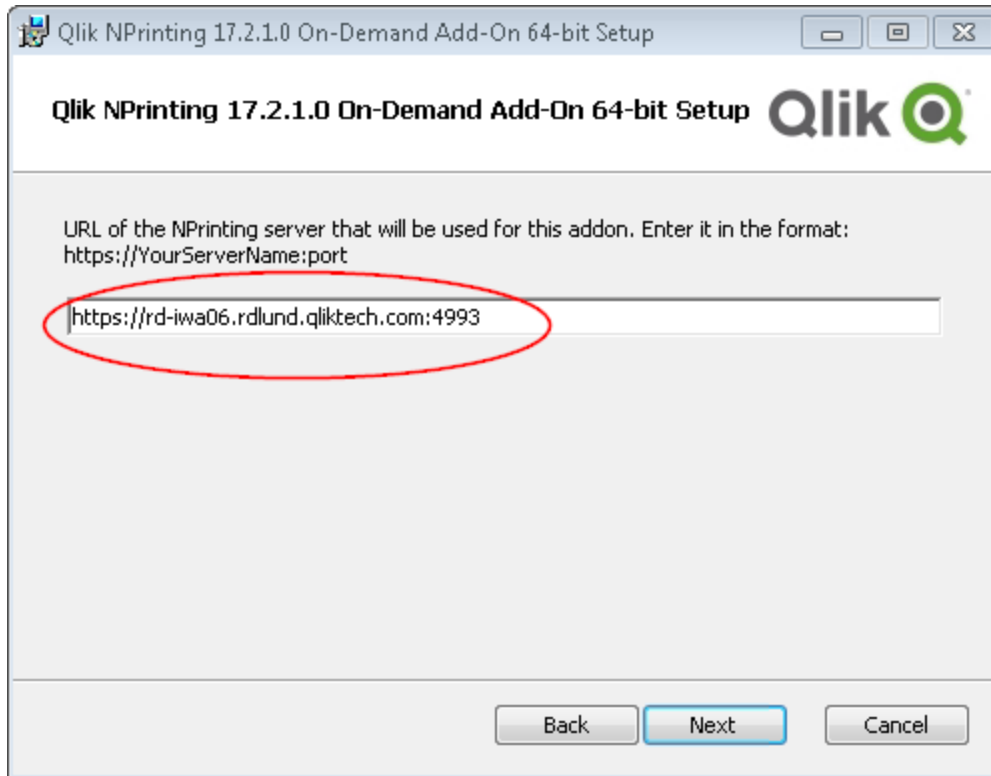 Qlik NPrinting 17.2.1.0 On-Demand Add-On 64-bit Setup
Qlik NPrinting 17.2.1.0 On-Demand Add-On 64-bit Setup
Qlik
URL of the NPrinting server that will be used for this addon. Enter it in the format:
https://YourServerName:port
https://rd-iwa06.rdlund.qliktech.com:4993
Back
Next
Cancel